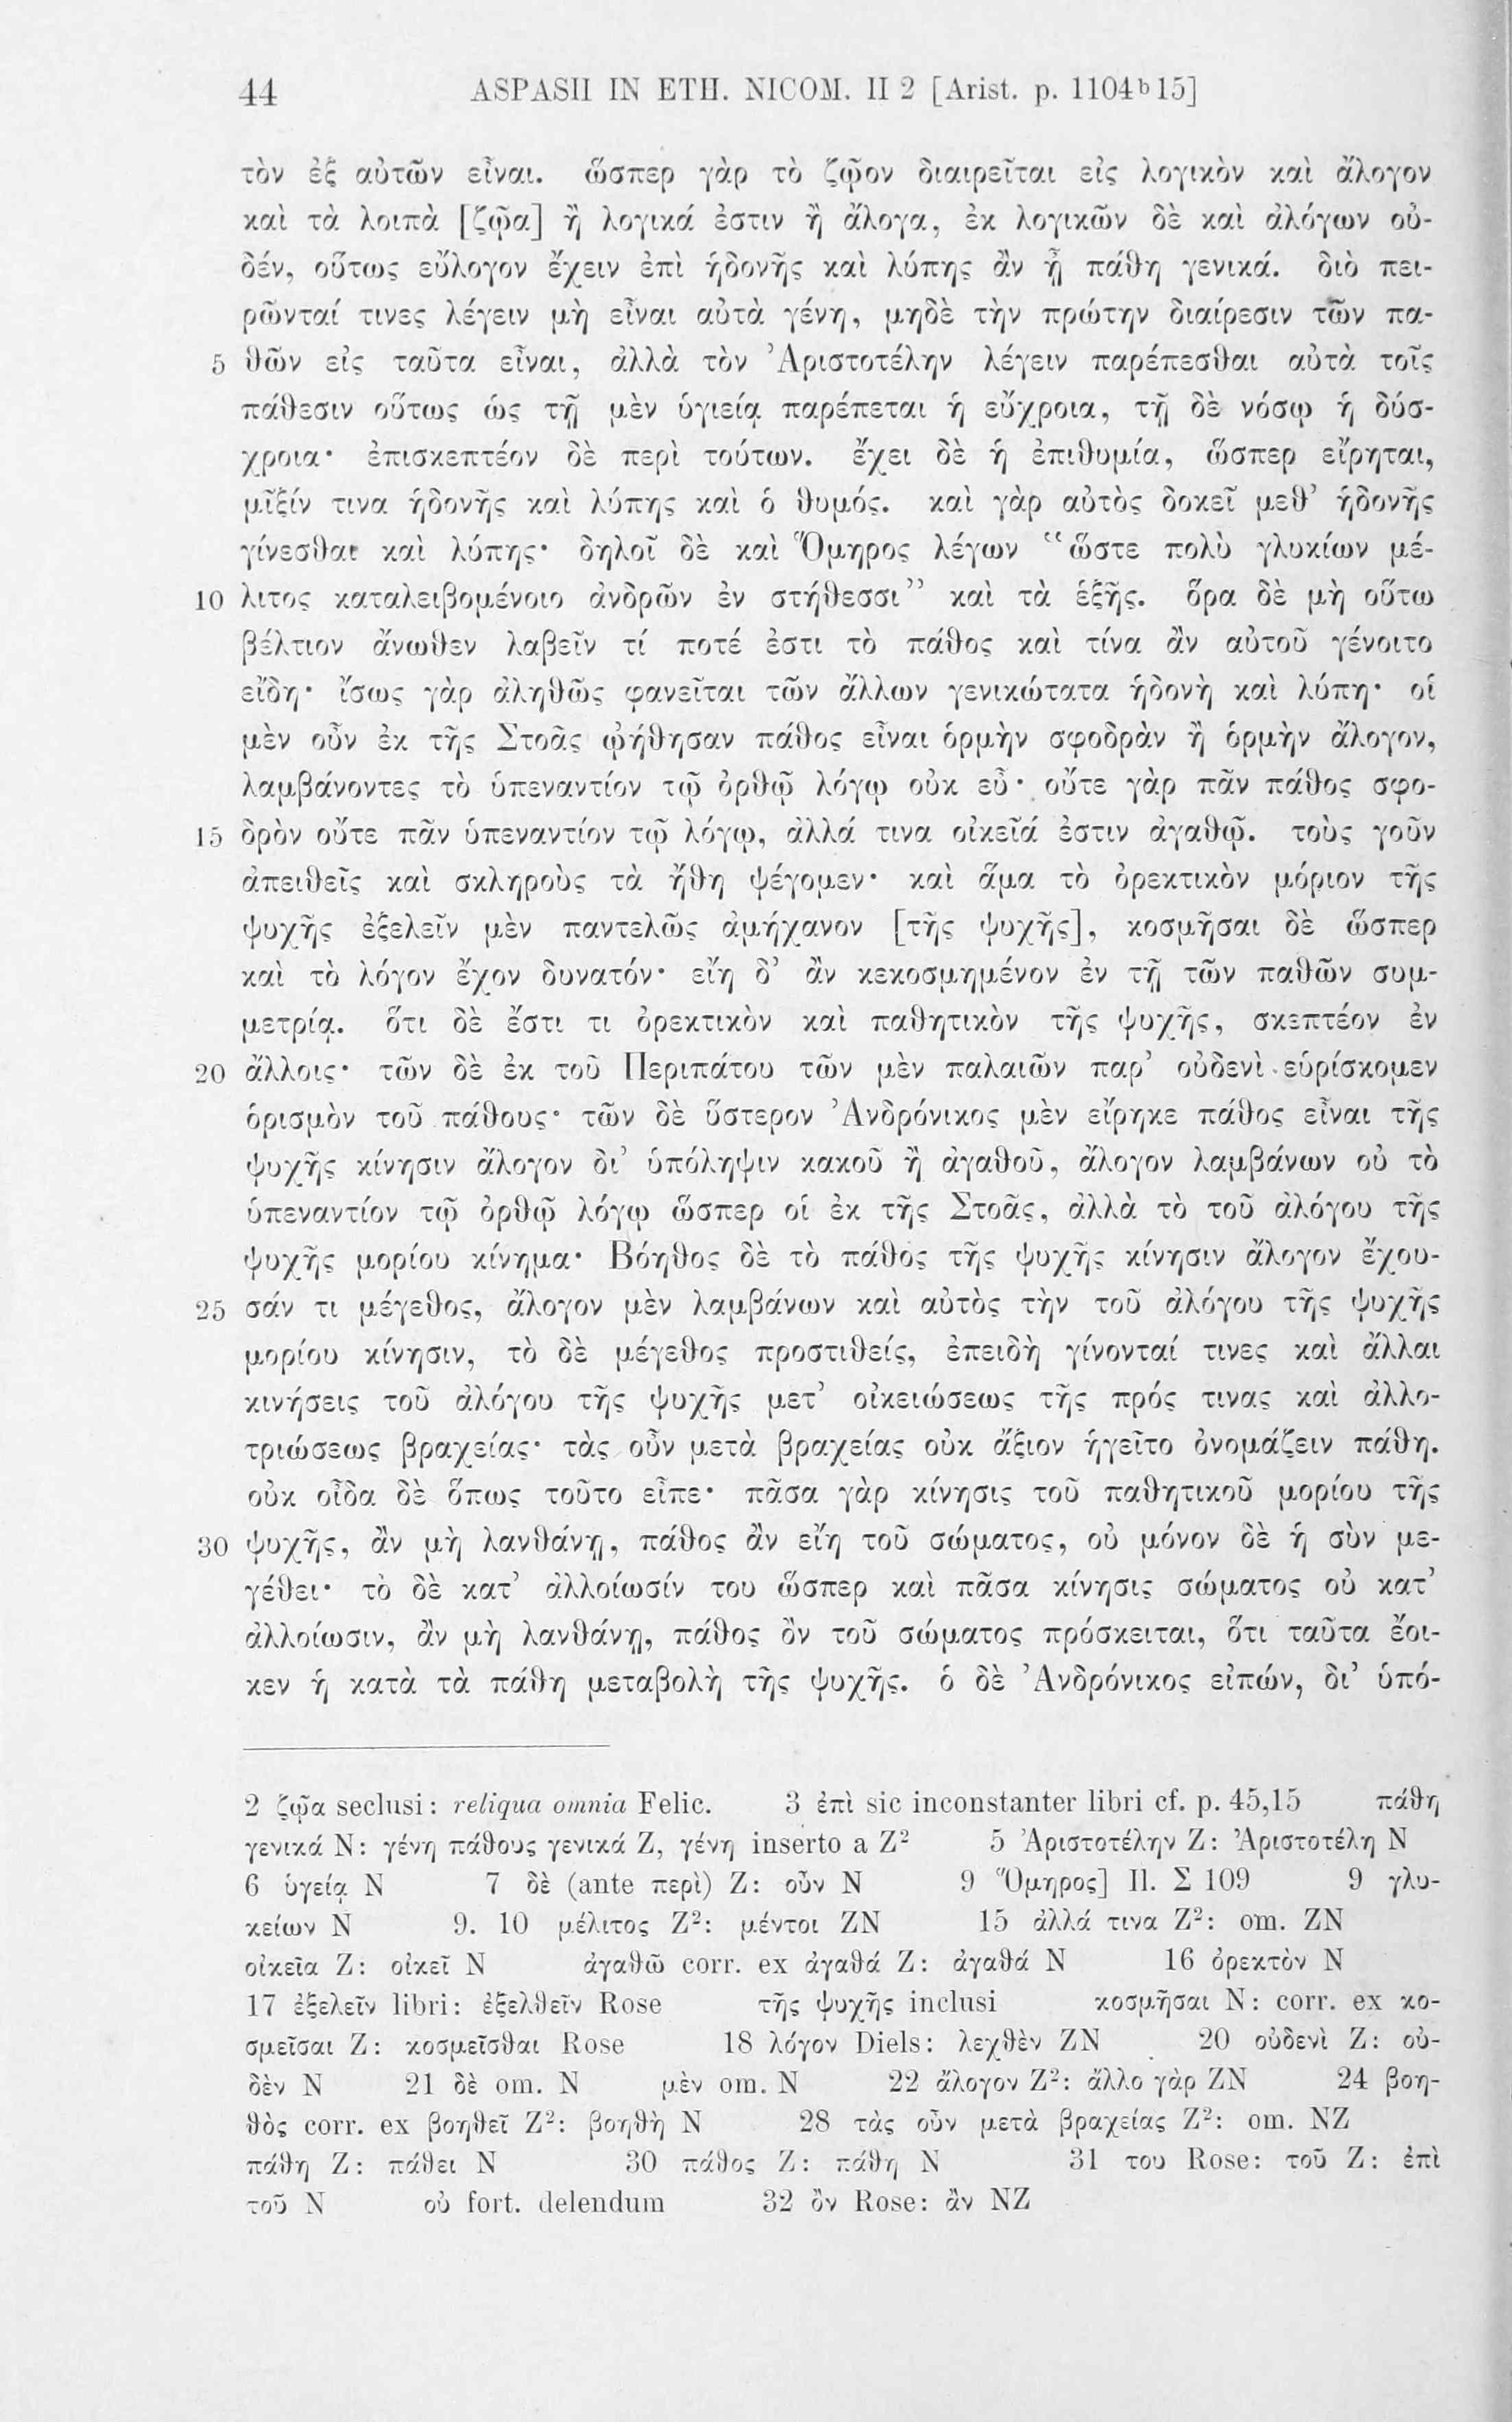 44 ASPASII IN ETH. NICOM. II 2 [Arist. p. 1104ᵇ15]
τὸν ἐξ αὐτῶν εἶναι. ὥσπερ γὰρ τὸ ζῷον διαιρεῖται εἰς λογικὸν καὶ ἄλογον
καὶ τὰ λοιπὰ [ζῷα] ἢ λογικά ἐστιν ἢ ἄλογα, ἐκ λογικῶν δὲ καὶ ἀλόγων οὐ-
δέν, οὕτως εὔλογον ἔχειν ἐπὶ ἡδονῆς καὶ λύπης ἂν ᾖ πάθη γενικά. διὸ πει-
ρῶνταί τινες λέγειν μὴ εἶναι αὐτὰ γένη, μηδὲ τὴν πρώτην διαίρεσιν τῶν πα-
5 θῶν εἰς ταῦτα εἶναι, ἀλλὰ τὸν Ἀριστοτέλην λέγειν παρέπεσθαι αὐτὰ τοῖς
πάθεσιν οὕτως ὡς τῇ μὲν ὑγιείᾳ παρέπεται ἡ εὔχροια, τῇ δὲ νόσῳ ἡ δύσ-
χροια· ἐπισκεπτέον δὲ περὶ τούτων. ἔχει δὲ ἡ ἐπιθυμία, ὥσπερ εἴρηται,
μῖξίν τινα ἡδονῆς καὶ λύπης καὶ ὁ θυμός. καὶ γὰρ αὐτὸς δοκεῖ μεθ’ ἡδονῆς
γίνεσθαι καὶ λύπης· δηλοῖ δὲ καὶ Ὅμηρος λέγων “ὥστε πολὺ γλυκίων μέ-
10 λιτος καταλειβομένοιο ἀνδρῶν ἐν στήθεσσι” καὶ τὰ ἑξῆς. ὅρα δὲ μὴ οὕτω
βέλτιον ἄνωθεν λαβεῖν τί ποτέ ἐστι τὸ πάθος καὶ τίνα ἂν αὐτοῦ γένοιτο
εἴδη· ἴσως γὰρ ἀληθῶς φανεῖται τῶν ἄλλων γενικώτατα ἡδονὴ καὶ λύπη· οἱ
μὲν οὖν ἐκ τῆς Στοᾶς ᾠήθησαν πάθος εἶναι ὁρμὴν σφοδρὰν ἢ ὁρμὴν ἄλογον,
λαμβάνοντες τὸ ὑπεναντίον τῷ ὀρθῷ λόγῳ οὐκ εὖ· οὔτε γὰρ πᾶν πάθος σφο-
15 δρὸν οὔτε πᾶν ὑπεναντίον τῷ λόγῳ, ἀλλά τινα οἰκεῖά ἐστιν ἀγαθῷ. τοὺς γοῦν
ἀπειθεῖς καὶ σκληροὺς τὰ ἤθη ψέγομεν· καὶ ἅμα τὸ ὀρεκτικὸν μόριον τῆς
ψυχῆς ἐξελεῖν μὲν παντελῶς ἀμήχανον [τῆς ψυχῆς], κοσμῆσαι δὲ ὥσπερ
καὶ τὸ λόγον ἔχον δυνατόν· εἴη δ’ ἂν κεκοσμημένον ἐν τῇ τῶν παθῶν συμ-
μετρίᾳ. ὅτι δὲ ἔστι τι ὀρεκτικὸν καὶ παθητικὸν τῆς ψυχῆς, σκεπτέον ἐν
20 ἄλλοις· τῶν δὲ ἐκ τοῦ Περιπάτου τῶν μὲν παλαιῶν παρ’ οὐδενὶ εὑρίσκομεν
ὁρισμὸν τοῦ πάθους· τῶν δὲ ὕστερον Ἀνδρόνικος μὲν εἴρηκε πάθος εἶναι τῆς
ψυχῆς κίνησιν ἄλογον δι’ ὑπόληψιν κακοῦ ἢ ἀγαθοῦ, ἄλογον λαμβάνων οὐ τὸ
ὑπεναντίον τῷ ὀρθῷ λόγῳ ὥσπερ οἱ ἐκ τῆς Στοᾶς, ἀλλὰ τὸ τοῦ ἀλόγου τῆς
ψυχῆς μορίου κίνημα· Βόηθος δὲ τὸ πάθος τῆς ψυχῆς κίνησιν ἄλογον ἔχου-
25 σάν τι μέγεθος, ἄλογον μὲν λαμβάνων καὶ αὐτὸς τὴν τοῦ ἀλόγου τῆς ψυχῆς
μορίου κίνησιν, τὸ δὲ μέγεθος προστιθείς, ἐπειδὴ γίνονταί τινες καὶ ἄλλαι
κινήσεις τοῦ ἀλόγου τῆς ψυχῆς μετ’ οἰκειώσεως τῆς πρός τινας καὶ ἀλλο-
τριώσεως βραχείας· τὰς οὖν μετὰ βραχείας οὐκ ἄξιον ἡγεῖτο ὀνομάζειν πάθη.
οὐκ οἶδα δὲ ὅπως τοῦτο εἶπε· πᾶσα γὰρ κίνησις τοῦ παθητικοῦ μορίου τῆς
30 ψυχῆς, ἂν μὴ λανθάνῃ, πάθος ἂν εἴη τοῦ σώματος, οὐ μόνον δὲ ἡ σὺν με-
γέθει· τὸ δὲ κατ’ ἀλλοίωσίν του ὥσπερ καὶ πᾶσα κίνησις σώματος οὐ κατ’
ἀλλοίωσιν, ἂν μὴ λανθάνῃ, πάθος ὂν τοῦ σώματος πρόσκειται, ὅτι ταῦτα ἔοι-
κεν ἡ κατὰ τὰ πάθη μεταβολὴ τῆς ψυχῆς. ὁ δὲ Ἀνδρόνικος εἰπών, δι’ ὑπό-
2 ζῷα seclusi: reliqua omnia Felic. 3 ἐπὶ sic inconstanter libri cf. p. 45,15 πάθη
γενικά N: γένη πάθους γενικά Z, γένη inserto a Z² 5 Ἀριστοτέλην Z: Ἀριστοτέλη N
6 ὑγείᾳ N 7 δὲ (ante περὶ) Z: οὖν N 9 Ὅμηρος] Il. Σ 109 9 γλυ-
κείων N 9. 10 μέλιτος Z²: μέντοι ZN 15 ἀλλά τινα Z²: om. ZN
οἰκεῖα Z: οἰκεῖ N ἀγαθῶ corr. ex ἀγαθά Z: ἀγαθά N 16 ὀρεκτὸν N
17 ἐξελεῖν libri: ἐξελθεῖν Rose τῆς ψυχῆς inclusi κοσμῆσαι N: corr. ex κο-
σμεῖσαι Z: κοσμεῖσθαι Rose 18 λόγον Diels: λεχθὲν ZN 20 οὐδενὶ Z: οὐ-
δὲν N 21 δὲ om. N μὲν om. N 22 ἄλογον Z²: ἄλλο γὰρ ZN 24 βοη-
θὸς corr. ex βοηθεῖ Z²: βοηθὴ N 28 τὰς οὖν μετὰ βραχείας Z²: om. NZ
πάθη Z: πάθει N 30 πάθος Z: πάθη N 31 του Rose: τοῦ Z: ἐπὶ
τοῦ N οὐ fort. delendum 32 ὂν Rose: ἂν NZ